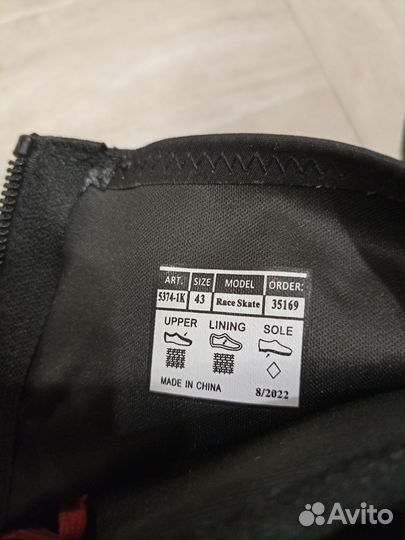 ART. SIZE MODEL ORDER:
5374-1K 43 Race Skate 35169
UPPER LINING SOLE
MADE IN CHINA 8/2022
Avito